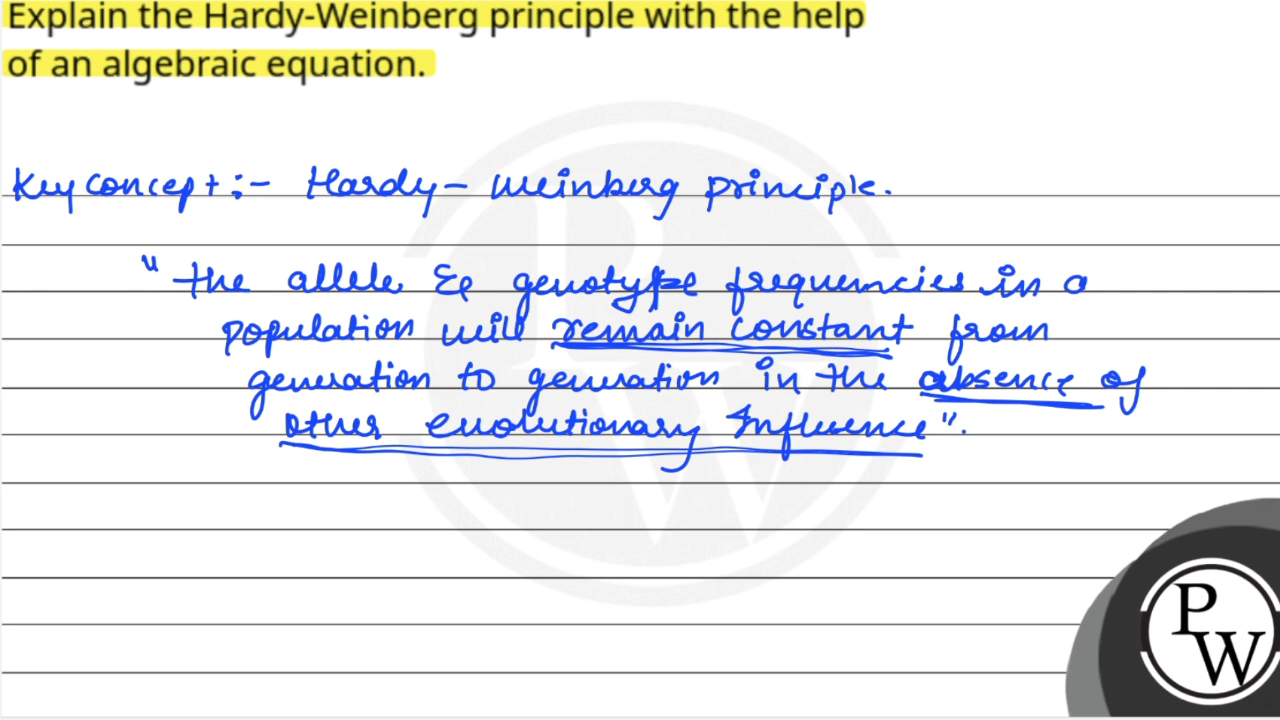 Explain the Hardy-Weinberg principle with the help
of an algebraic equation.
Key concept :- Hardy - Weinberg principle.
"the allele & genotype frequencies in a
population will remain constant from
generation to generation in the absence of
other evolutionary Influence".
PW